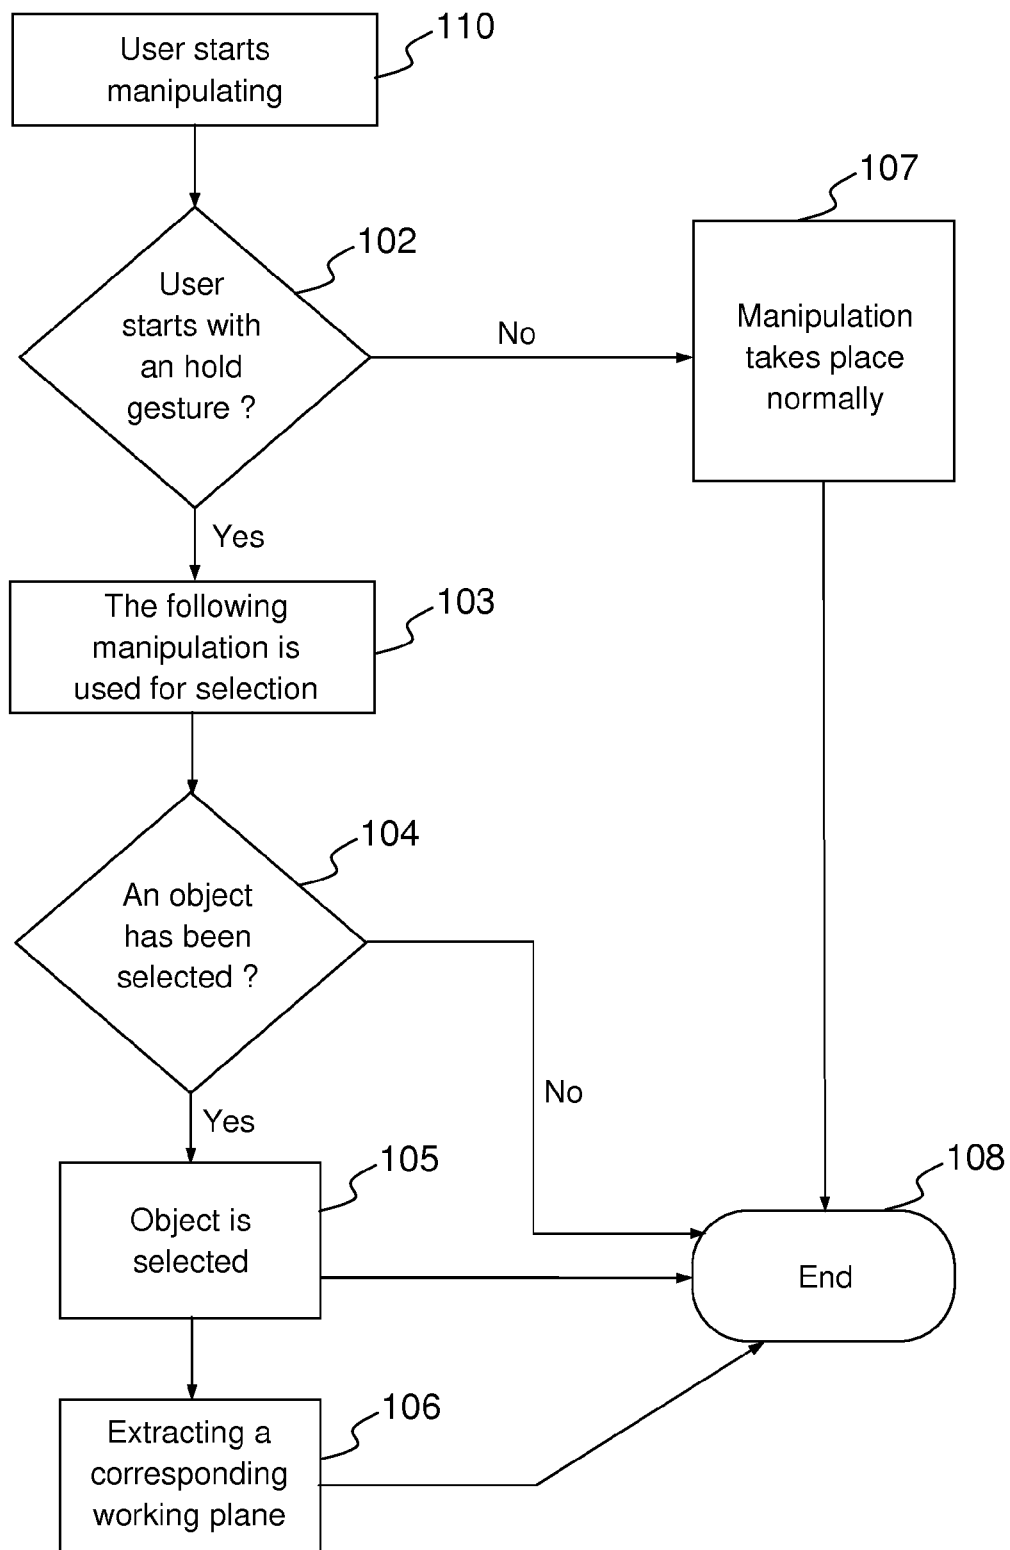 110
User starts
manipulating
107
102
User
starts with
an hold
gesture ?
No
Manipulation
takes place
normally
Yes
103
The following
manipulation is
used for selection
104
An object
has been
selected ?
No
Yes
105
108
Object is
selected
End
106
Extracting a
corresponding
working plane